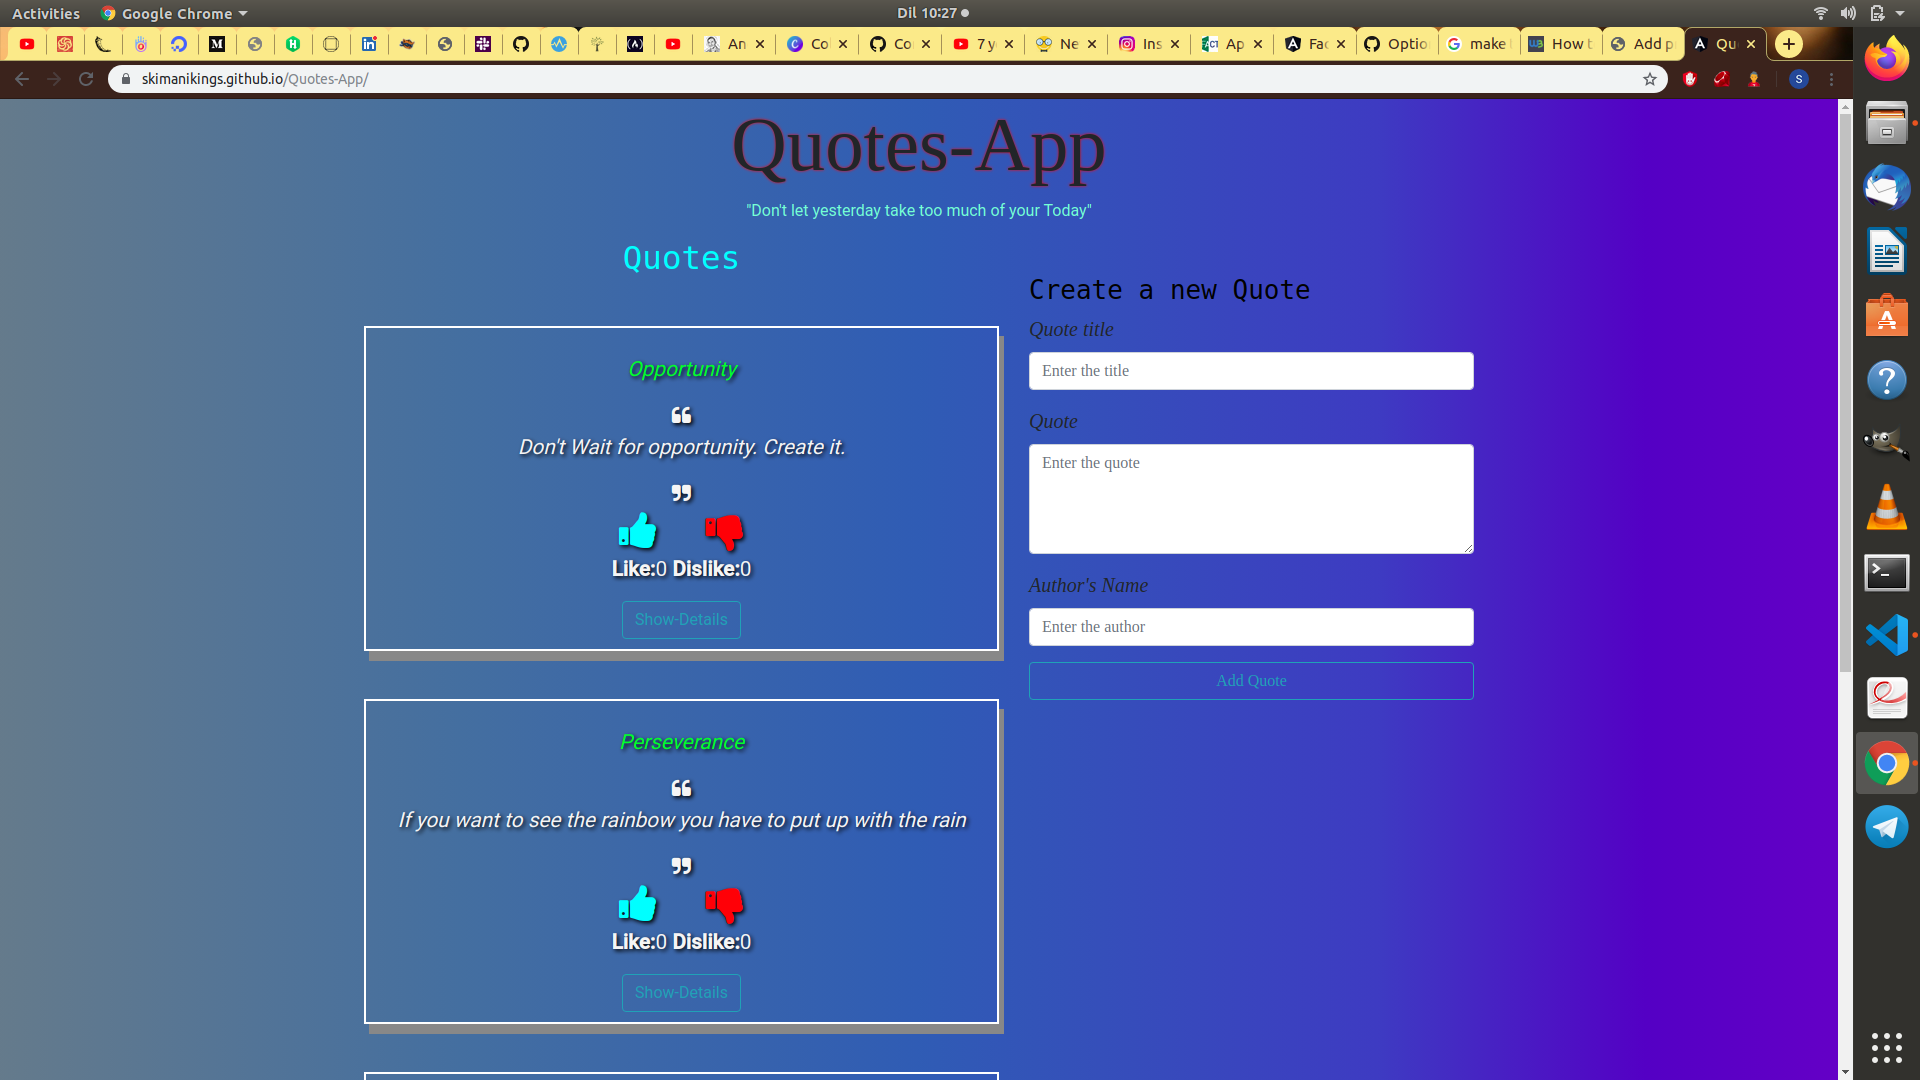 Activities
Google Chrome
Dil 10:27
An
Co
7 y
Ne
Ins
Ap
Fac
Optio
make
How t
Add p
Qu
skimanikings.github.io/Quotes-App/
S
Quotes-App
"Don't let yesterday take too much of your Today"
Quotes
Opportunity
Don't Wait for opportunity. Create it.
Like:0 Dislike:0
Show-Details
Perseverance
If you want to see the rainbow you have to put up with the rain
Like:0 Dislike:0
Show-Details
Create a new Quote
Quote title
Enter the title
Quote
Enter the quote
Author's Name
Enter the author
Add Quote